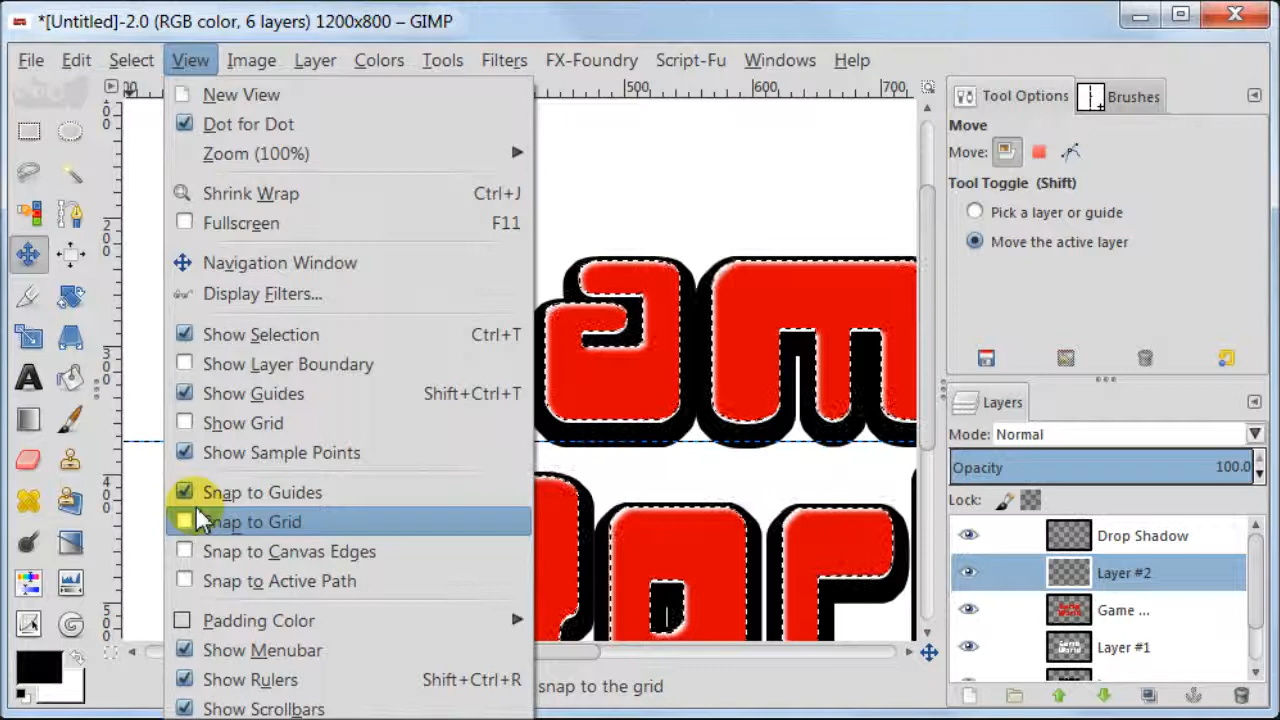 *[Untitled]-2.0 (RGB color, 6 layers) 1200x800 – GIMP
File Edit Select View Image Layer Colors Tools Filters FX-Foundry Script-Fu Windows Help
500 600 700
200
300
400
New View
Dot for Dot
Zoom (100%)
Shrink Wrap Ctrl+J
Fullscreen F11
Navigation Window
Display Filters...
Show Selection Ctrl+T
Show Layer Boundary
Show Guides Shift+Ctrl+T
Show Grid
Show Sample Points
Snap to Guides
Snap to Grid
Snap to Canvas Edges
Snap to Active Path
Padding Color
Show Menubar
Show Rulers Shift+Ctrl+R
Show Scrollbars
am
snap to the grid
Tool Options Brushes
Move
Move:
Tool Toggle (Shift)
Pick a layer or guide
Move the active layer
Layers
Mode: Normal
Opacity 100.0
Lock:
Drop Shadow
Layer #2
Game ...
Layer #1